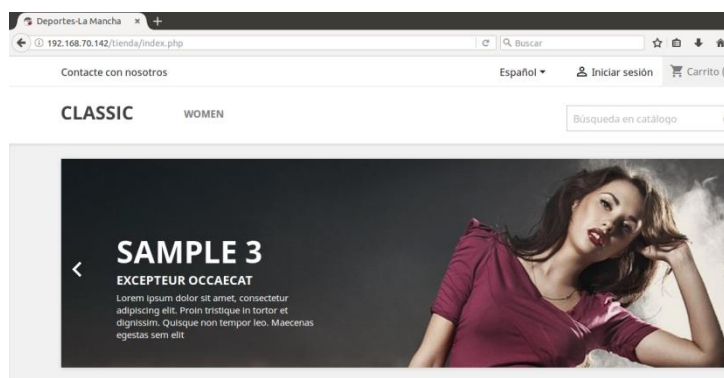 Deportes-La Mancha × +
192.168.70.142/tienda/index.php
Buscar
Contacte con nosotros
Español
Iniciar sesión
Carrito (
CLASSIC
WOMEN
Búsqueda en catálogo
SAMPLE 3
EXCEPTEUR OCCAECAT
Lorem ipsum dolor sit amet, consectetur
adipiscing elit. Proin tristique in tortor et
dignissim. Quisque non tempor leo. Maecenas
egestas sem elit